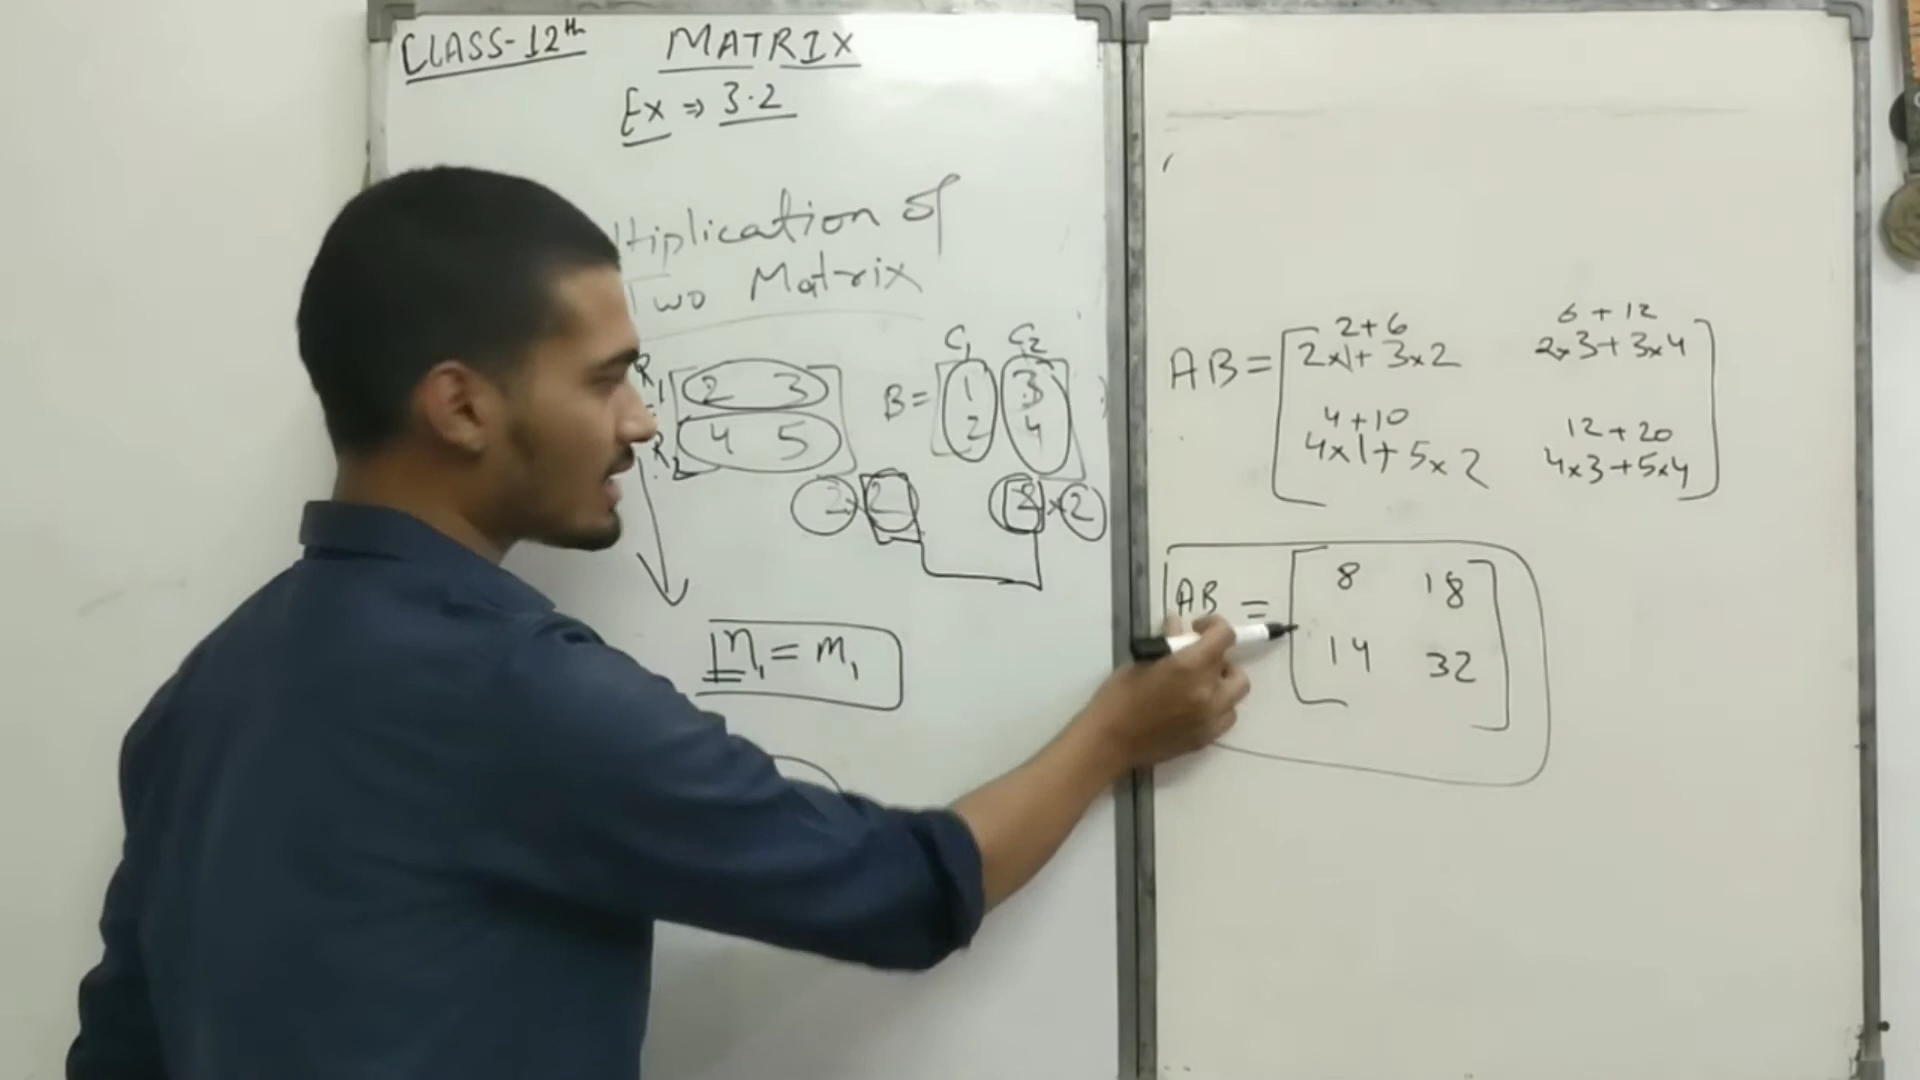 CLASS-12th MATRIX
Ex ⇒ 3.2
tiplication of
Two Matrix
C1 C2
R1 [2 3] B = [1 3]
R2 [4 5] [2 4]
2×2 2×2
n1 = m1
2+6 6+12
AB = [2×1+3×2 2×3+3×4]
4+10 12+20
[4×1+5×2 4×3+5×4]
AB = [8 18]
[14 32]